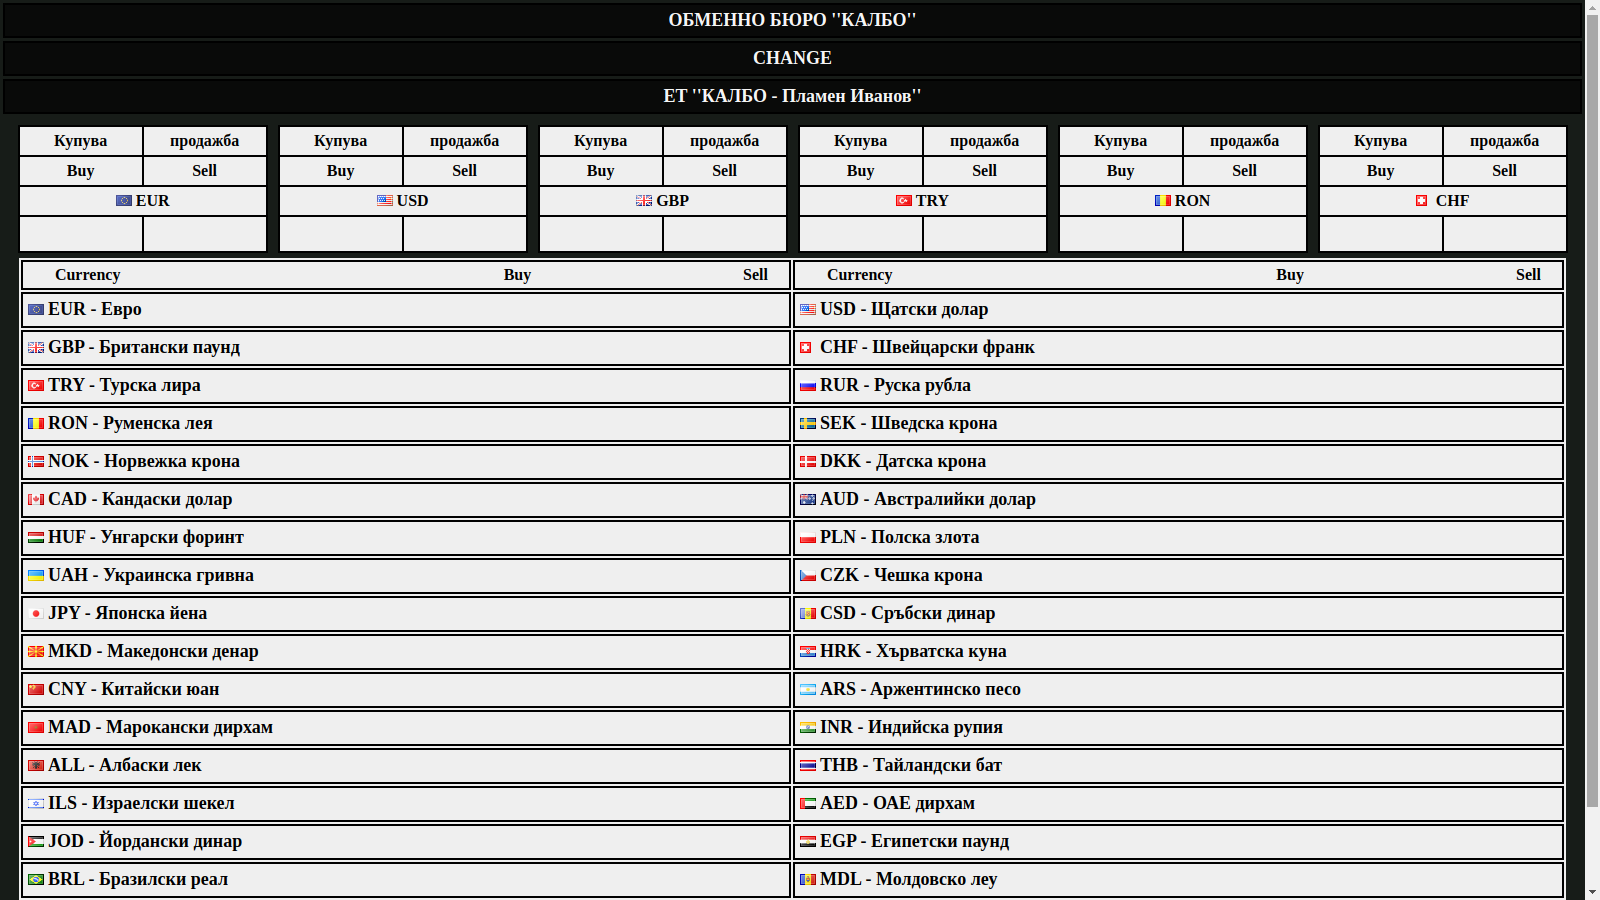 ОБМЕННО БЮРО ''КАЛБО''
CHANGE
ЕТ ''КАЛБО - Пламен Иванов''
Купува продажба Купува продажба Купува продажба Купува продажба Купува продажба Купува продажба
Buy Sell Buy Sell Buy Sell Buy Sell Buy Sell Buy Sell
EUR USD GBP TRY RON CHF
Currency Buy Sell Currency Buy Sell
EUR - Евро USD - Щатски долар
GBP - Британски паунд CHF - Швейцарски франк
TRY - Турска лира RUR - Руска рубла
RON - Руменска лея SEK - Шведска крона
NOK - Норвежка крона DKK - Датска крона
CAD - Кандаски долар AUD - Австралийки долар
HUF - Унгарски форинт PLN - Полска злота
UAH - Украинска гривна CZK - Чешка крона
JPY - Японска йена CSD - Сръбски динар
MKD - Македонски денар HRK - Хърватска куна
CNY - Китайски юан ARS - Аржентинско песо
MAD - Марокански дирхам INR - Индийска рупия
ALL - Албаски лек THB - Тайландски бат
ILS - Израелски шекел AED - ОАЕ дирхам
JOD - Йордански динар EGP - Египетски паунд
BRL - Бразилски реал MDL - Молдовско леу